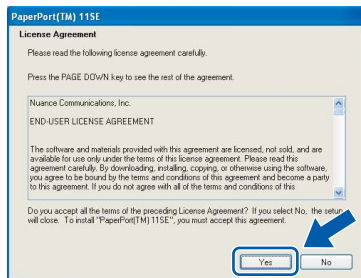 PaperPort(TM) 11SE
License Agreement
Please read the following license agreement carefully.
Press the PAGE DOWN key to see the rest of the agreement.
Nuance Communications, Inc.
END-USER LICENSE AGREEMENT
The software and materials provided with this agreement are licensed, not sold, and are
available for use only under the terms of this license agreement. Please read this
agreement carefully. By downloading, installing, copying, or otherwise using the software,
you agree to be bound by the terms and conditions of this agreement and become a party
to this agreement. If you do not agree with all of the terms and conditions of this
Do you accept all the terms of the preceding License Agreement? If you select No, the setup
will close. To install "PaperPort(TM) 11SE", you must accept this agreement.
Yes
No